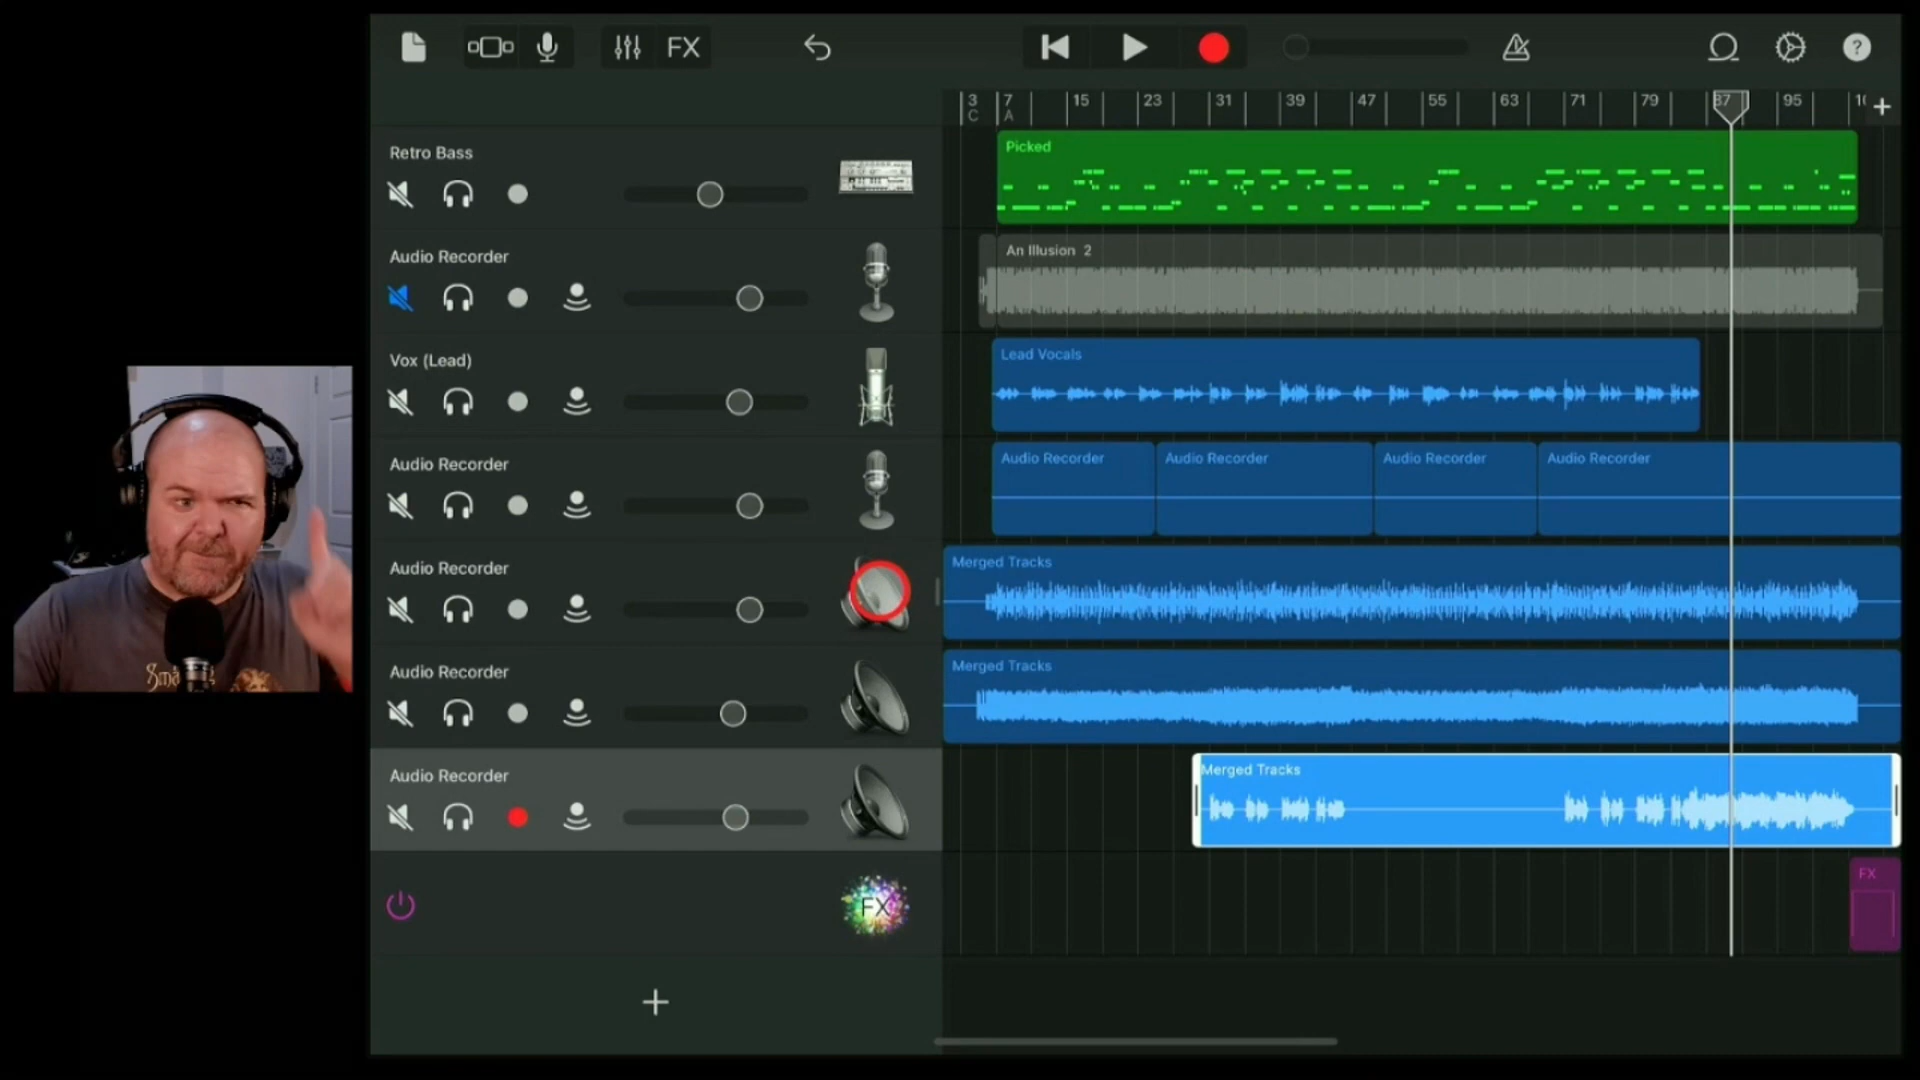 FX
3 7 15 23 31 39 47 55 63 71 79 87 95
C A
Retro Bass
Picked
Audio Recorder
An Illusion 2
Vox (Lead)
Lead Vocals
Audio Recorder
Audio Recorder Audio Recorder Audio Recorder Audio Recorder
Audio Recorder
Merged Tracks
Audio Recorder
Merged Tracks
Audio Recorder
Merged Tracks
FX
FX